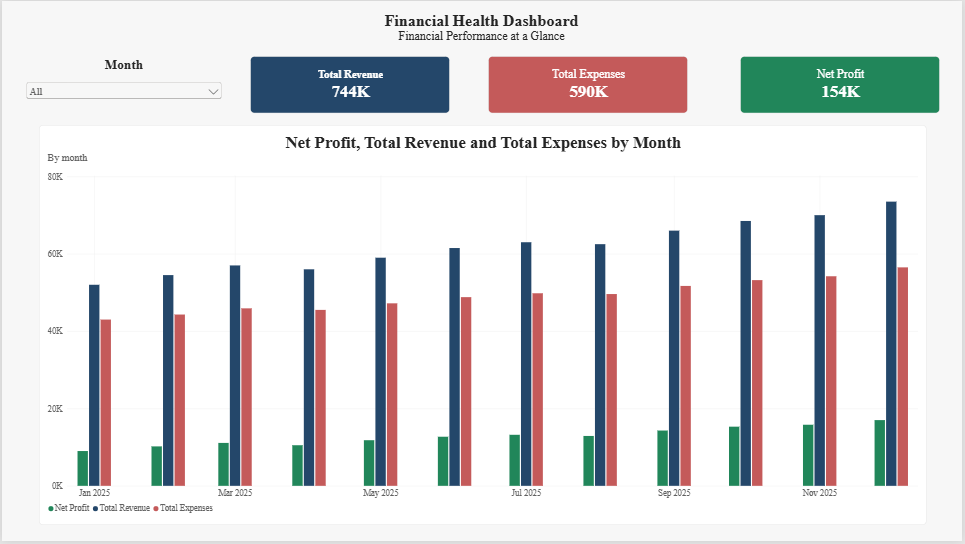 Financial Health Dashboard
Financial Performance at a Glance
Month
All
Total Revenue
744K
Total Expenses
590K
Net Profit
154K
Net Profit, Total Revenue and Total Expenses by Month
By month
80K
60K
40K
20K
0K
Jan 2025 Mar 2025 May 2025 Jul 2025 Sep 2025 Nov 2025
Net Profit Total Revenue Total Expenses